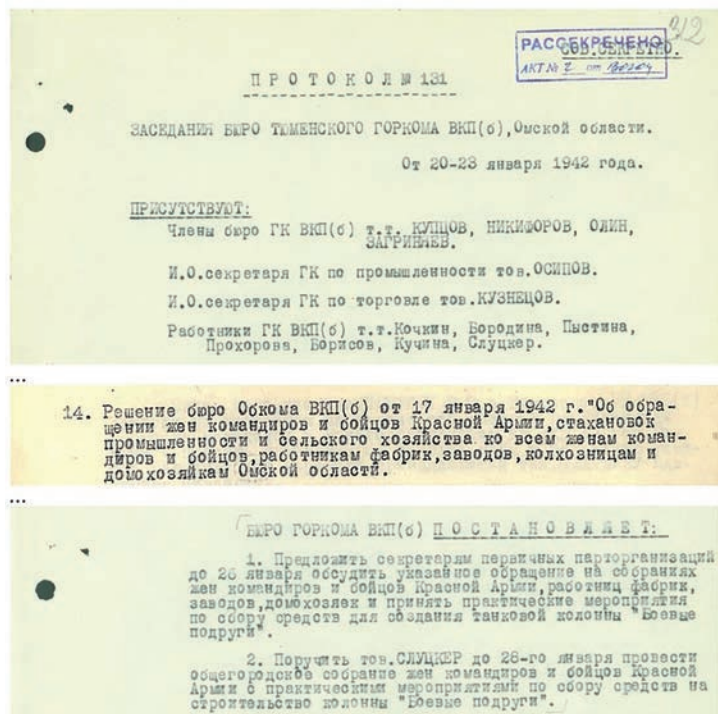 212
РАССЕКРЕЧЕНО
СОВ.СЕКРЕТНО.
АКТ № 2 от
П Р О Т О К О Л № 131
ЗАСЕДАНИЯ БЮРО ТЮМЕНСКОГО ГОРКОМА ВКП(б),Омской области.
От 20-23 января 1942 года.
ПРИСУТСТВУЮТ:
Члены бюро ГК ВКП(б) т.т. КУПЦОВ, НИКИФОРОВ, ОЛИН,
ЗАГРИНЯЕВ.
И.О.секретаря ГК по промышленности тов.ОСИПОВ.
И.О.секретаря ГК по торговле тов.КУЗНЕЦОВ.
Работники ГК ВКП(б) т.т.Кочкин, Бородина, Пыстина,
Прохорова, Борисов, Кучина, Слуцкер.
...
14. Решение бюро Обкома ВКП(б) от 17 января 1942 г."Об обра-
щении жен командиров и бойцов Красной Армии,стахановок
промышленности и сельского хозяйства ко всем женам коман-
диров и бойцов,работникам фабрик,заводов,колхозницам и
домохозяйкам Омской области.
...
БЮРО ГОРКОМА ВКП(б) П О С Т А Н О В Л Я Е Т:
1. Предложить секретарям первичных парторганизаций
до 26 января обсудить указанное обращение на собраниях
жен командиров и бойцов Красной Армии,работниц фабрик,
заводов,домохозяек и принять практические мероприятия
по сбору средств для создания танковой колонны "Боевые
подруги".
2. Поручить тов.СЛУЦКЕР до 28-го января провести
общегородское собрание жен командиров и бойцов Красной
Армии с практическими мероприятиями по сбору средств на
строительство колонны "Боевые подруги".